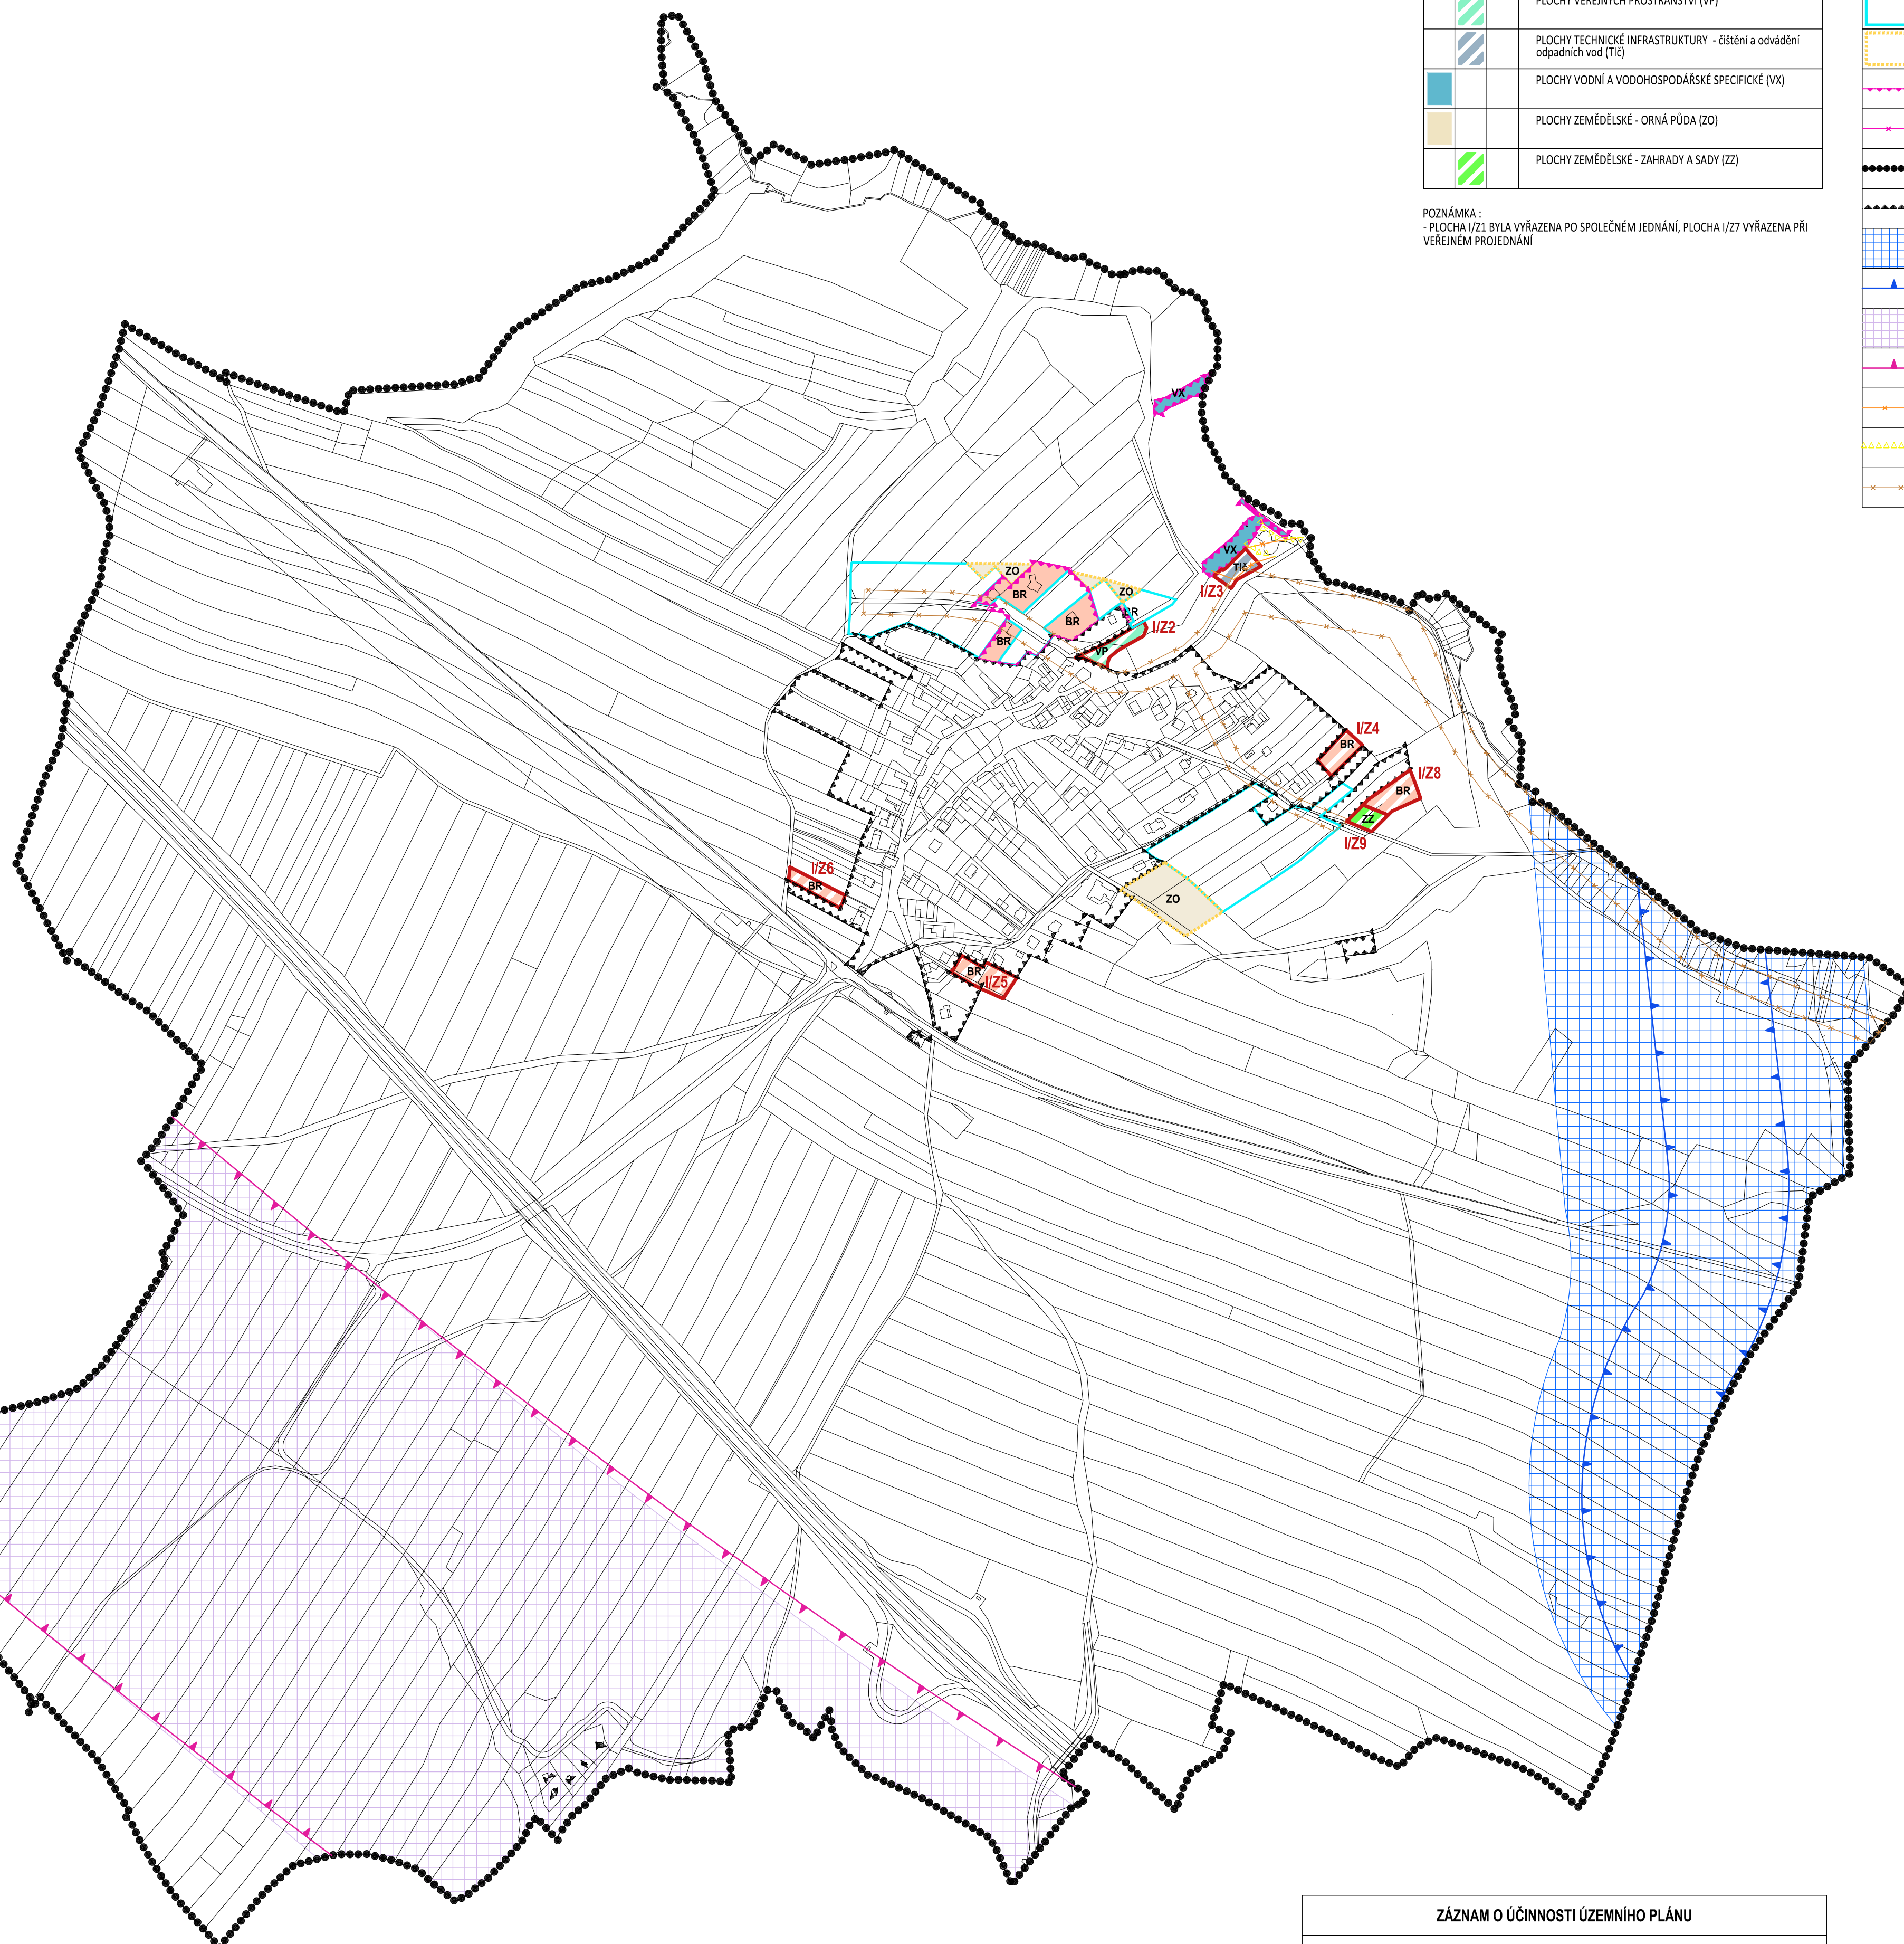 PLOCHY VEŘEJNÝCH PROSTRANSTVÍ (VP)
PLOCHY TECHNICKÉ INFRASTRUKTURY - čištění a odvádění
odpadních vod (TIč)
PLOCHY VODNÍ A VODOHOSPODÁŘSKÉ SPECIFICKÉ (VX)
PLOCHY ZEMĚDĚLSKÉ - ORNÁ PŮDA (ZO)
PLOCHY ZEMĚDĚLSKÉ - ZAHRADY A SADY (ZZ)
POZNÁMKA :
- PLOCHA I/Z1 BYLA VYŘAZENA PO SPOLEČNÉM JEDNÁNÍ, PLOCHA I/Z7 VYŘAZENA PŘI
VEŘEJNÉM PROJEDNÁNÍ
VX
VX
TIč
I/Z3
ZO
BR
ZO
BR
BR
BR
I/Z2
VP
I/Z4
BR
I/Z8
BR
ZZ
I/Z9
I/Z6
BR
ZO
BR
I/Z5
ZÁZNAM O ÚČINNOSTI ÚZEMNÍHO PLÁNU